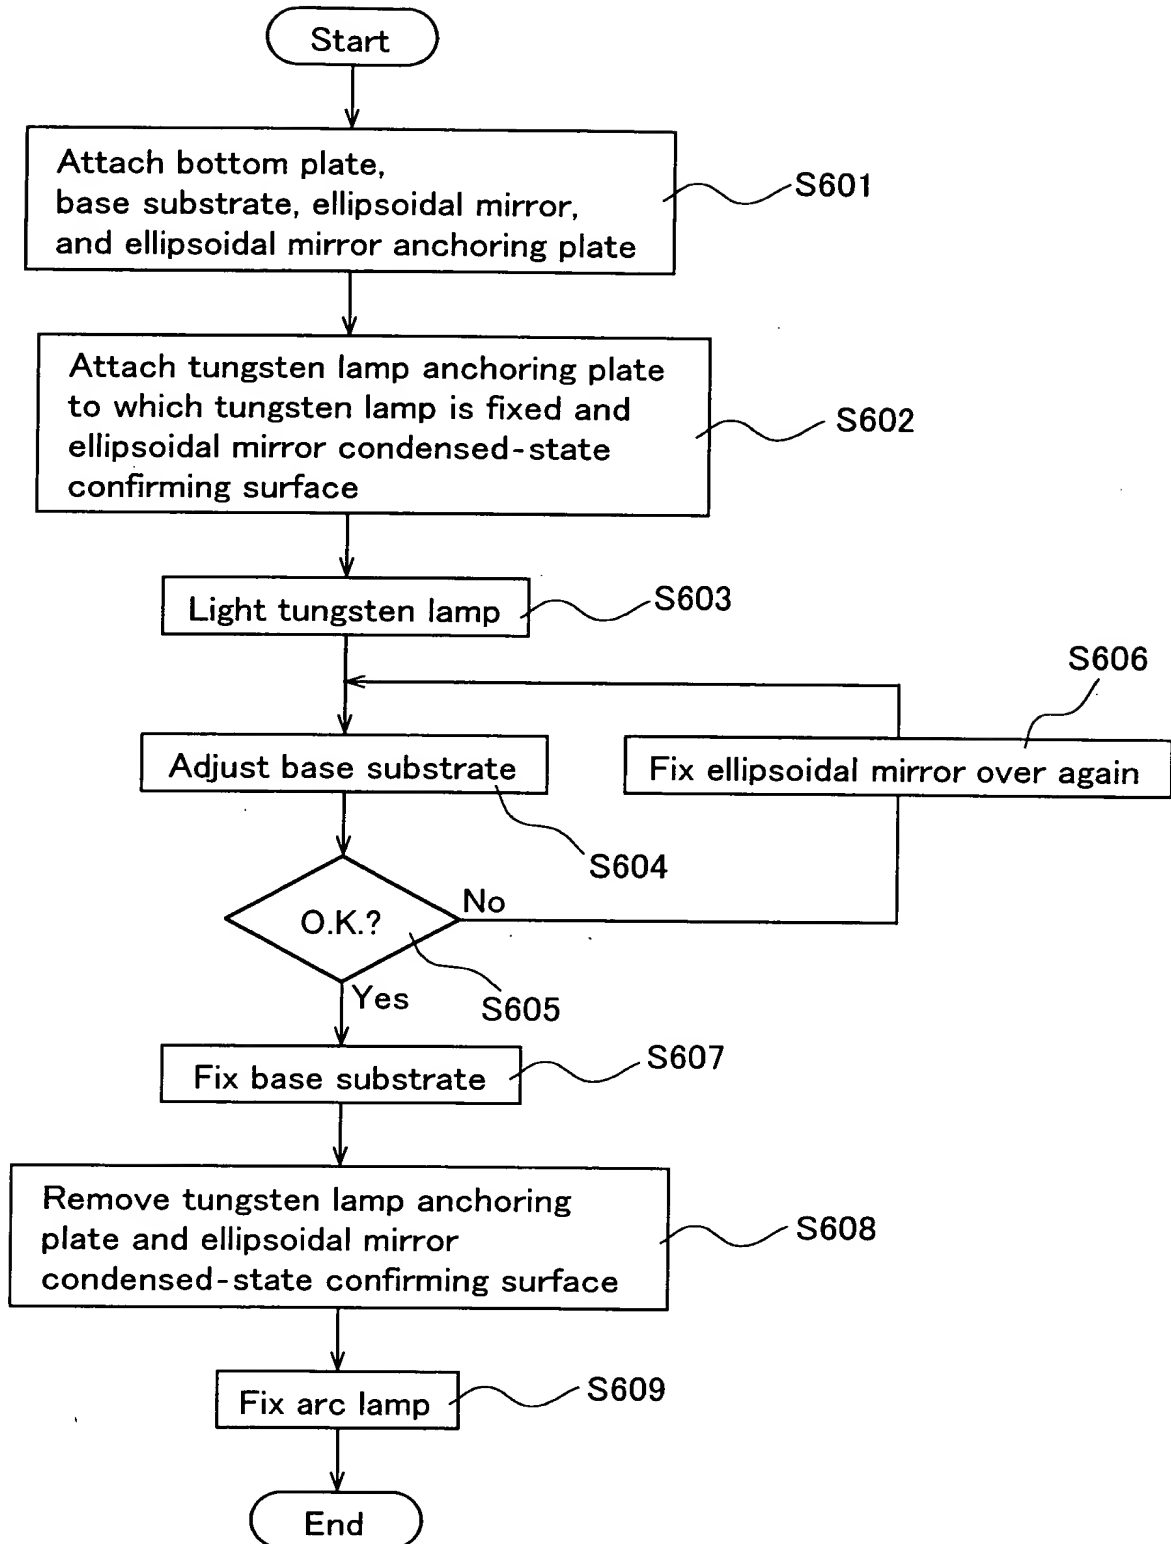 Start
Attach bottom plate,
base substrate, ellipsoidal mirror,
and ellipsoidal mirror anchoring plate
S601
Attach tungsten lamp anchoring plate
to which tungsten lamp is fixed and
ellipsoidal mirror condensed-state
confirming surface
S602
Light tungsten lamp
S603
S606
Adjust base substrate
Fix ellipsoidal mirror over again
S604
O.K.?
No
Yes
S605
Fix base substrate
S607
Remove tungsten lamp anchoring
plate and ellipsoidal mirror
condensed-state confirming surface
S608
Fix arc lamp
S609
End